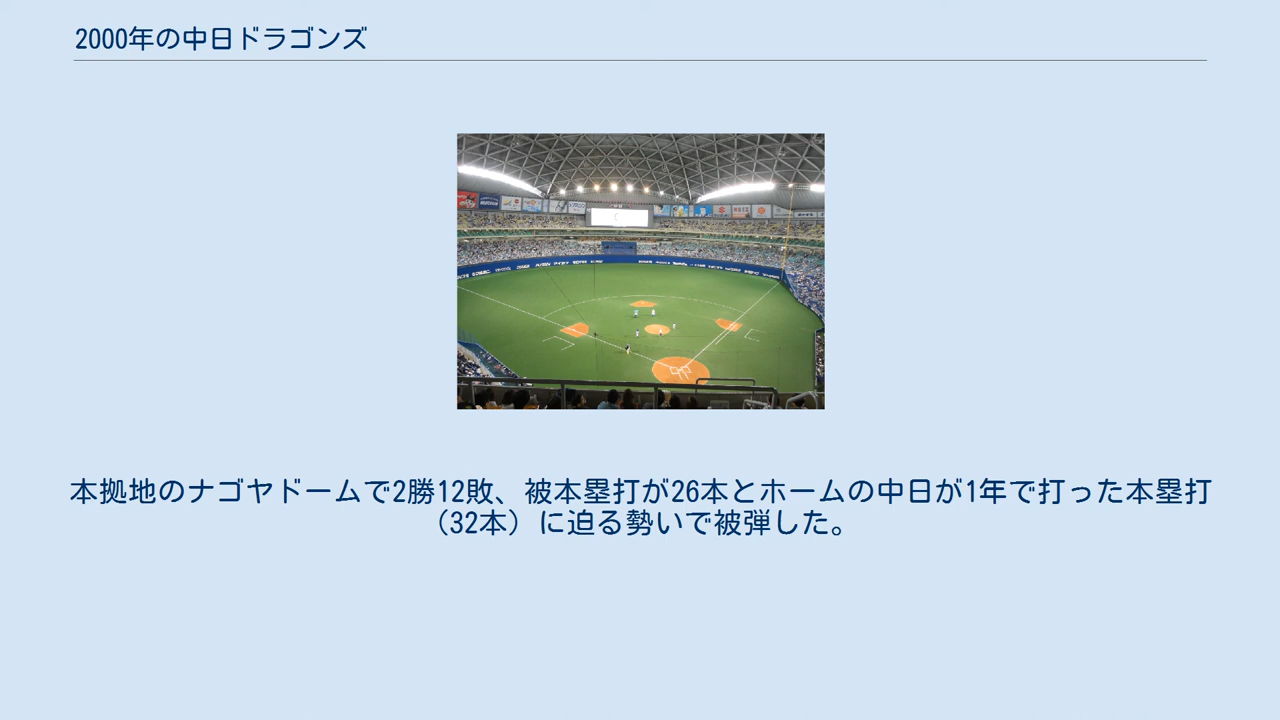 2000年の中日ドラゴンズ
本拠地のナゴヤドームで2勝12敗、被本塁打が26本とホームの中日が1年で打った本塁打
（32本）に迫る勢いで被弾した。